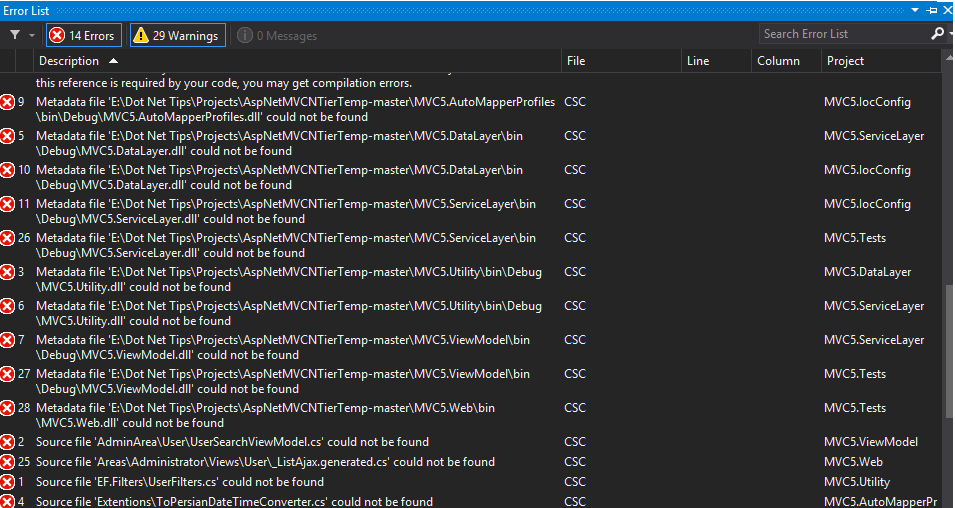 Error List
14 Errors
29 Warnings
0 Messages
Search Error List
Description
File
Line
Column
Project
this reference is required by your code, you may get compilation errors.
9 Metadata file 'E:\Dot Net Tips\Projects\AspNetMVCNTierTemp-master\MVC5.AutoMapperProfiles CSC MVC5.IocConfig
\bin\Debug\MVC5.AutoMapperProfiles.dll' could not be found
5 Metadata file 'E:\Dot Net Tips\Projects\AspNetMVCNTierTemp-master\MVC5.DataLayer\bin CSC MVC5.ServiceLayer
\Debug\MVC5.DataLayer.dll' could not be found
10 Metadata file 'E:\Dot Net Tips\Projects\AspNetMVCNTierTemp-master\MVC5.DataLayer\bin CSC MVC5.IocConfig
\Debug\MVC5.DataLayer.dll' could not be found
11 Metadata file 'E:\Dot Net Tips\Projects\AspNetMVCNTierTemp-master\MVC5.ServiceLayer\bin CSC MVC5.IocConfig
\Debug\MVC5.ServiceLayer.dll' could not be found
26 Metadata file 'E:\Dot Net Tips\Projects\AspNetMVCNTierTemp-master\MVC5.ServiceLayer\bin CSC MVC5.Tests
\Debug\MVC5.ServiceLayer.dll' could not be found
3 Metadata file 'E:\Dot Net Tips\Projects\AspNetMVCNTierTemp-master\MVC5.Utility\bin\Debug CSC MVC5.DataLayer
\MVC5.Utility.dll' could not be found
6 Metadata file 'E:\Dot Net Tips\Projects\AspNetMVCNTierTemp-master\MVC5.Utility\bin\Debug CSC MVC5.ServiceLayer
\MVC5.Utility.dll' could not be found
7 Metadata file 'E:\Dot Net Tips\Projects\AspNetMVCNTierTemp-master\MVC5.ViewModel\bin CSC MVC5.ServiceLayer
\Debug\MVC5.ViewModel.dll' could not be found
27 Metadata file 'E:\Dot Net Tips\Projects\AspNetMVCNTierTemp-master\MVC5.ViewModel\bin CSC MVC5.Tests
\Debug\MVC5.ViewModel.dll' could not be found
28 Metadata file 'E:\Dot Net Tips\Projects\AspNetMVCNTierTemp-master\MVC5.Web\bin CSC MVC5.Tests
\MVC5.Web.dll' could not be found
2 Source file 'AdminArea\User\UserSearchViewModel.cs' could not be found CSC MVC5.ViewModel
25 Source file 'Areas\Administrator\Views\User\_ListAjax.generated.cs' could not be found CSC MVC5.Web
1 Source file 'EF.Filters\UserFilters.cs' could not be found CSC MVC5.Utility
4 Source file 'Extentions\ToPersianDateTimeConverter.cs' could not be found CSC MVC5.AutoMapperPr